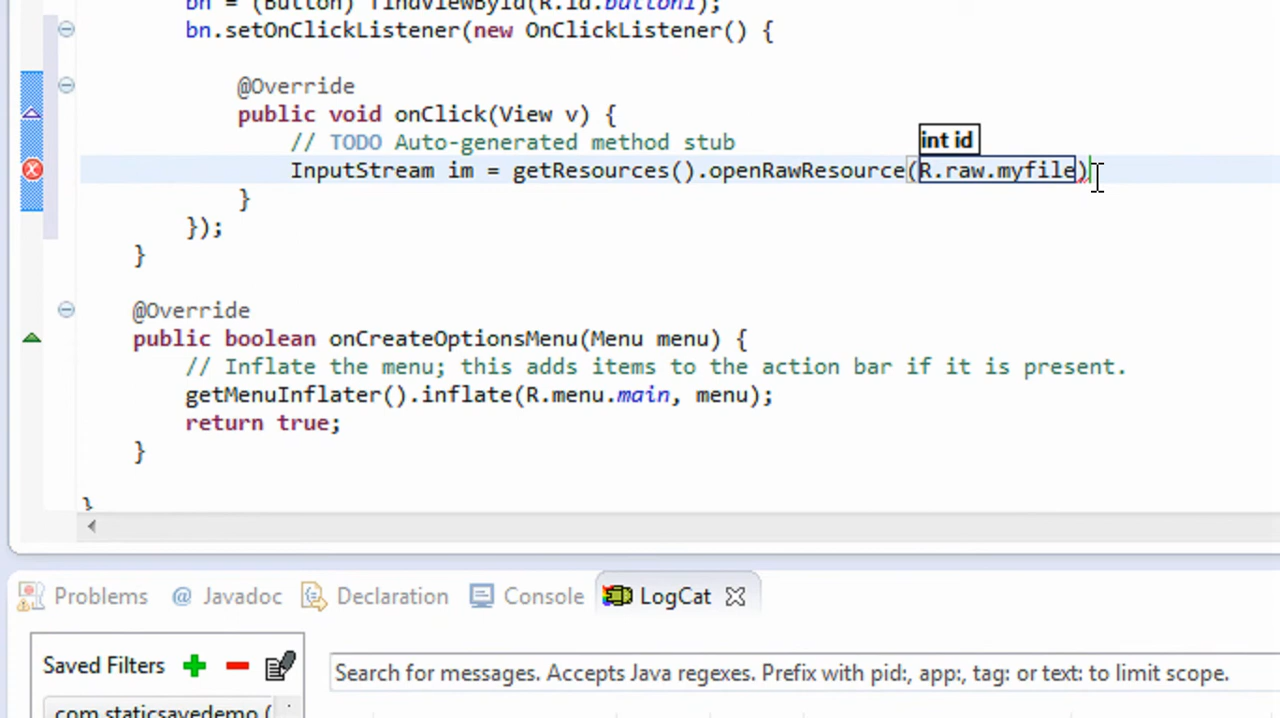 bn = (Button) findViewById(R.id.button1);
bn.setOnClickListener(new OnClickListener() {
@Override
public void onClick(View v) {
// TODO Auto-generated method stub
int id
InputStream im = getResources().openRawResource(R.raw.myfile)
}
});
}
@Override
public boolean onCreateOptionsMenu(Menu menu) {
// Inflate the menu; this adds items to the action bar if it is present.
getMenuInflater().inflate(R.menu.main, menu);
return true;
}
}
Problems @ Javadoc Declaration Console LogCat
Saved Filters
Search for messages. Accepts Java regexes. Prefix with pid:, app:, tag: or text: to limit scope.
com.staticsavedemo (